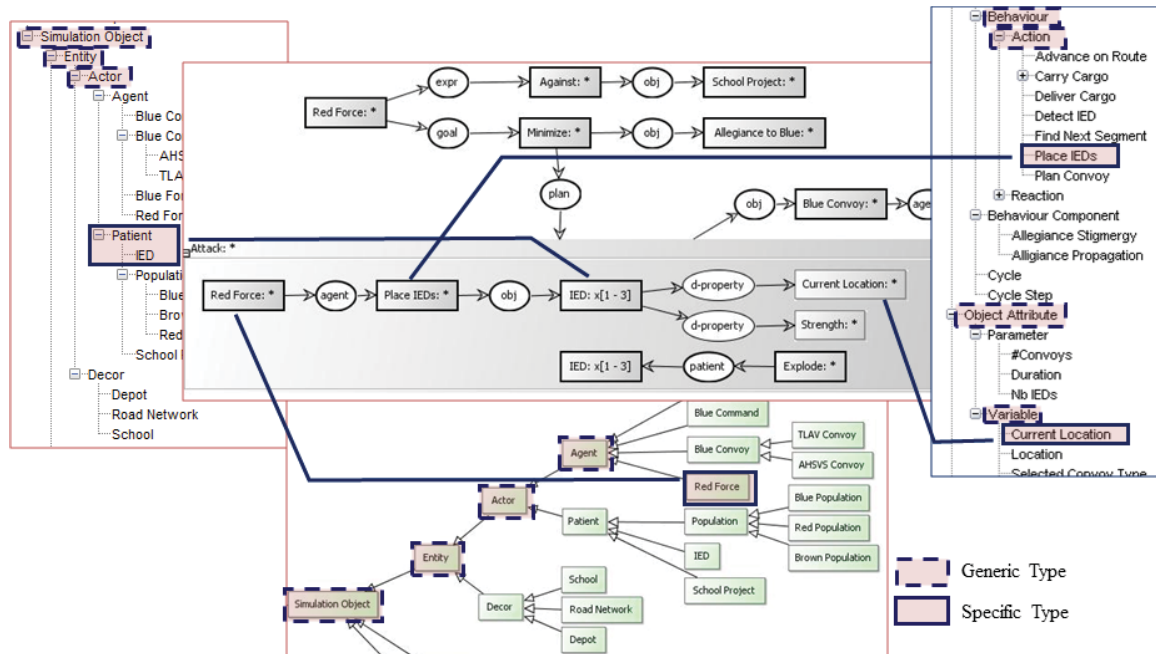 Simulation Object
Entity
Actor
Agent
Blue Co
Blue Co
AHS
TLA
Blue For
Red For
Patient
IED
Populati
Blue
Brow
Red
School
Decor
Depot
Road Network
School
expr
Against: *
obj
School Project: *
Red Force: *
goal
Minimize: *
obj
Allegiance to Blue: *
plan
obj
Blue Convoy: *
age
Attack: *
Red Force: *
agent
Place IEDs: *
obj
IED: x[1 - 3]
d-property
Current Location: *
d-property
Strength: *
IED: x[1 - 3]
patient
Explode: *
Behaviour
Action
Advance on Route
Carry Cargo
Deliver Cargo
Detect IED
Find Next Segment
Place IEDs
Plan Convoy
Reaction
Behaviour Component
Allegiance Stigmergy
Alligiance Propagation
Cycle
Cycle Step
Object Attribute
Parameter
#Convoys
Duration
Nb IEDs
Variable
Current Location
Location
Selected Convoy Type
Blue Command
Agent
Blue Convoy
TLAV Convoy
AHSVS Convoy
Red Force
Actor
Patient
Population
Blue Population
Red Population
Brown Population
IED
School Project
Entity
School
Decor
Road Network
Depot
Simulation Object
Generic Type
Specific Type